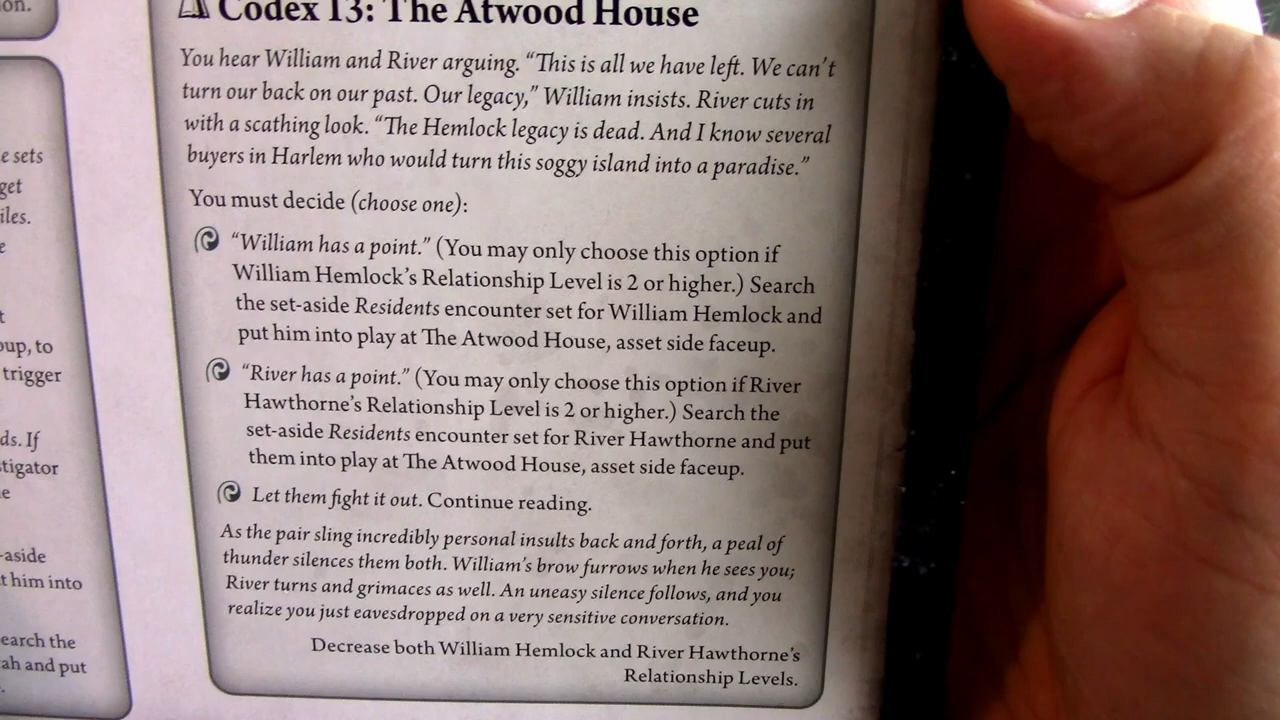 on.
e sets
get
iles.
e
t
oup, to
trigger
ds. If
stigator
e
-aside
t him into
earch the
ah and put
Codex 13: The Atwood House
You hear William and River arguing. “This is all we have left. We can’t
turn our back on our past. Our legacy,” William insists. River cuts in
with a scathing look. “The Hemlock legacy is dead. And I know several
buyers in Harlem who would turn this soggy island into a paradise.”
You must decide (choose one):
“William has a point.” (You may only choose this option if
William Hemlock’s Relationship Level is 2 or higher.) Search
the set-aside Residents encounter set for William Hemlock and
put him into play at The Atwood House, asset side faceup.
“River has a point.” (You may only choose this option if River
Hawthorne’s Relationship Level is 2 or higher.) Search the
set-aside Residents encounter set for River Hawthorne and put
them into play at The Atwood House, asset side faceup.
Let them fight it out. Continue reading.
As the pair sling incredibly personal insults back and forth, a peal of
thunder silences them both. William’s brow furrows when he sees you;
River turns and grimaces as well. An uneasy silence follows, and you
realize you just eavesdropped on a very sensitive conversation.
Decrease both William Hemlock and River Hawthorne’s
Relationship Levels.